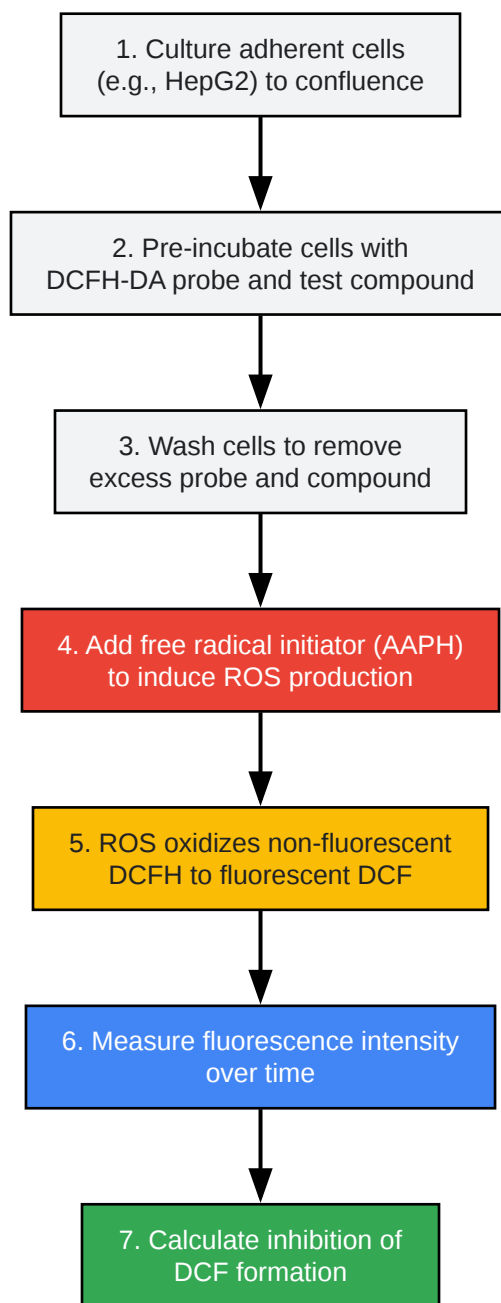 1. Culture adherent cells
(e.g., HepG2) to confluence
2. Pre-incubate cells with
DCFH-DA probe and test compound
3. Wash cells to remove
excess probe and compound
4. Add free radical initiator (AAPH)
to induce ROS production
5. ROS oxidizes non-fluorescent
DCFH to fluorescent DCF
6. Measure fluorescence intensity
over time
7. Calculate inhibition of
DCF formation